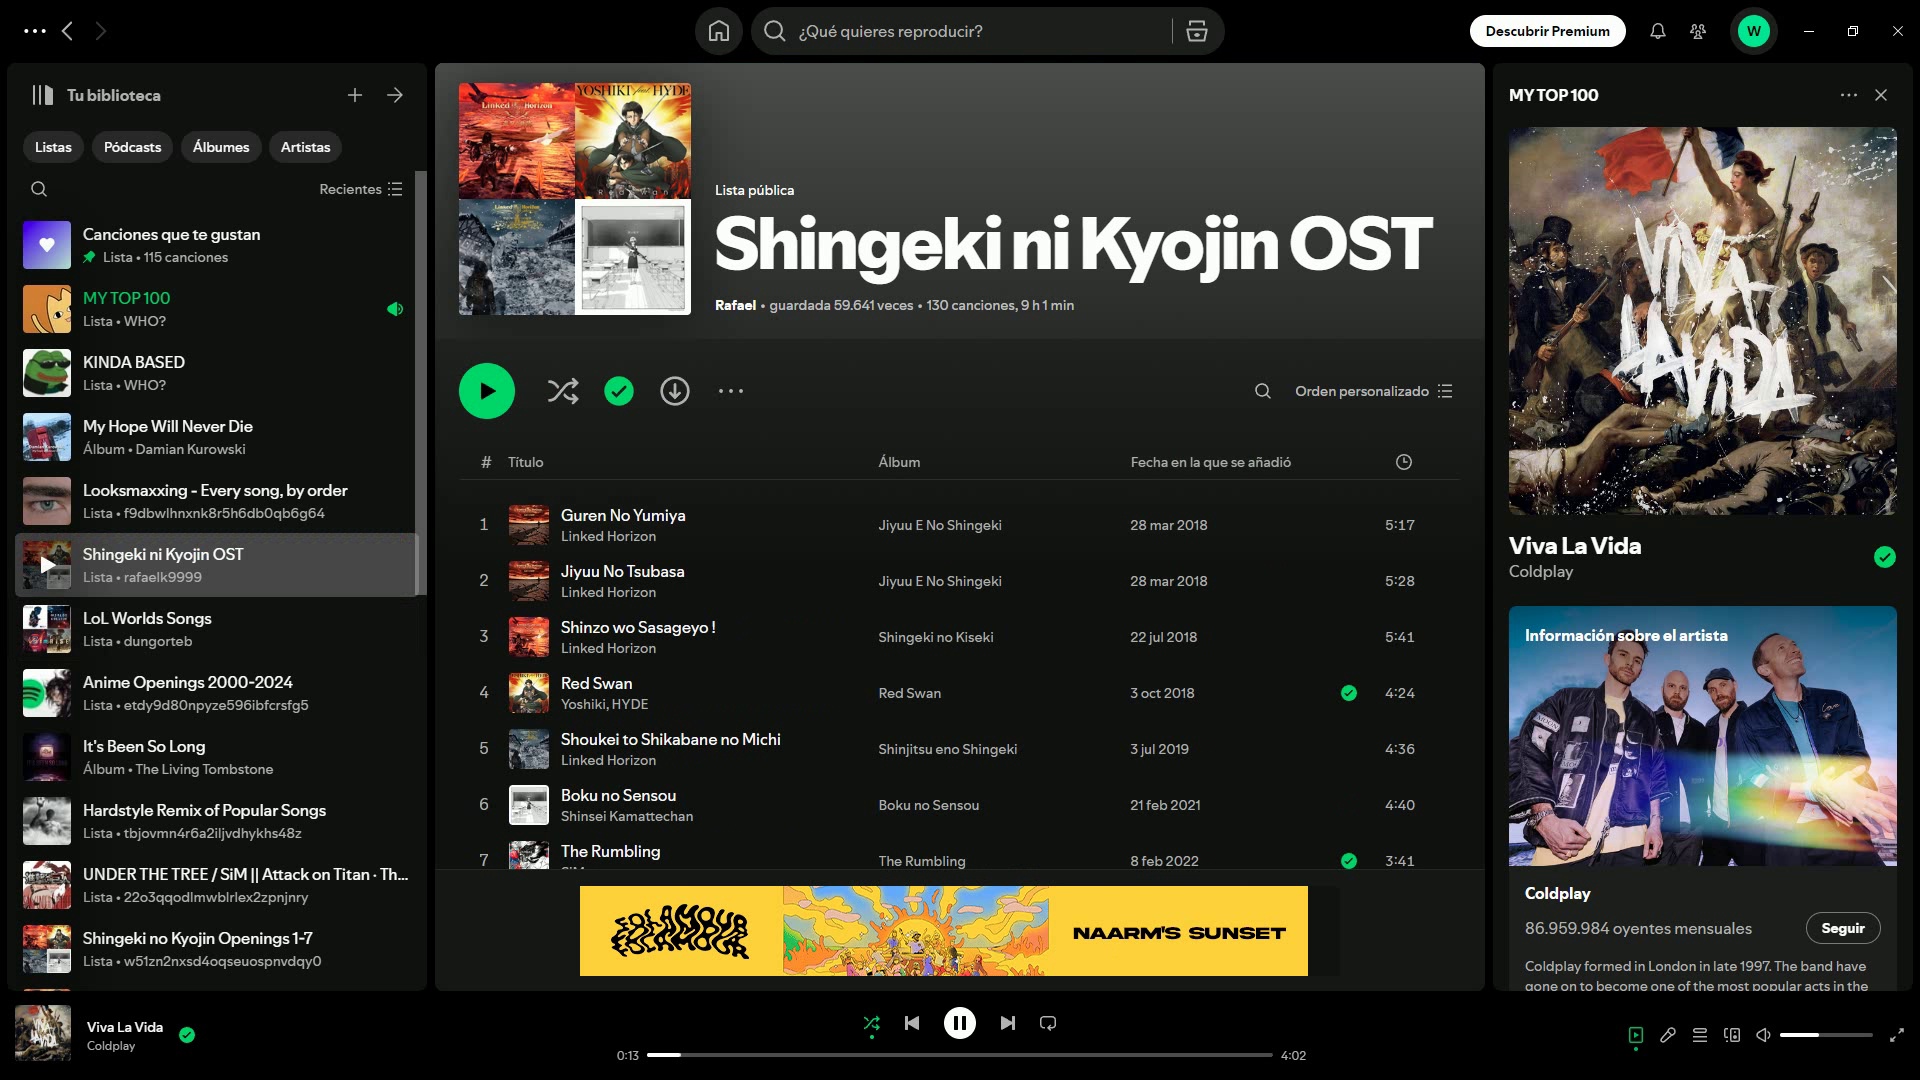 ¿Qué quieres reproducir?
Descubrir Premium
W
Tu biblioteca
Listas
Pódcasts
Álbumes
Artistas
Recientes
Canciones que te gustan
Lista • 115 canciones
MY TOP 100
Lista • WHO?
KINDA BASED
Lista • WHO?
My Hope Will Never Die
Álbum • Damian Kurowski
Looksmaxxing - Every song, by order
Lista • f9dbwlhnxnk8r5h6db0qb6g64
Shingeki ni Kyojin OST
Lista • rafaelk9999
LoL Worlds Songs
Lista • dungorteb
Anime Openings 2000-2024
Lista • etdy9d80npyze596ibfcrsfg5
It's Been So Long
Álbum • The Living Tombstone
Hardstyle Remix of Popular Songs
Lista • tbjovmn4r6a2iljvdhykhs48z
UNDER THE TREE / SiM || Attack on Titan · Th...
Lista • 22o3qqodlmwblrlex2zpnjnry
Shingeki no Kyojin Openings 1-7
Lista • w51zn2nxsd4oqseuospnvdqy0
Linked Horizon
YOSHIKI feat. HYDE
Red Swan
Linked Horizon
Lista pública
Shingeki ni Kyojin OST
Rafael • guardada 59.641 veces • 130 canciones, 9 h 1 min
Orden personalizado
# Título Álbum Fecha en la que se añadió
1 Guren No Yumiya Jiyuu E No Shingeki 28 mar 2018 5:17
Linked Horizon
2 Jiyuu No Tsubasa Jiyuu E No Shingeki 28 mar 2018 5:28
Linked Horizon
3 Shinzo wo Sasageyo ! Shingeki no Kiseki 22 jul 2018 5:41
Linked Horizon
4 Red Swan Red Swan 3 oct 2018 4:24
Yoshiki, HYDE
5 Shoukei to Shikabane no Michi Shinjitsu eno Shingeki 3 jul 2019 4:36
Linked Horizon
6 Boku no Sensou Boku no Sensou 21 feb 2021 4:40
Shinsei Kamattechan
7 The Rumbling The Rumbling 8 feb 2022 3:41
NAARM'S SUNSET
MY TOP 100
VIVA
LA VIDA
Viva La Vida
Coldplay
Información sobre el artista
Coldplay
86.959.984 oyentes mensuales
Seguir
Coldplay formed in London in late 1997. The band have
gone on to become one of the most popular acts in the
Viva La Vida
Coldplay
0:13
4:02